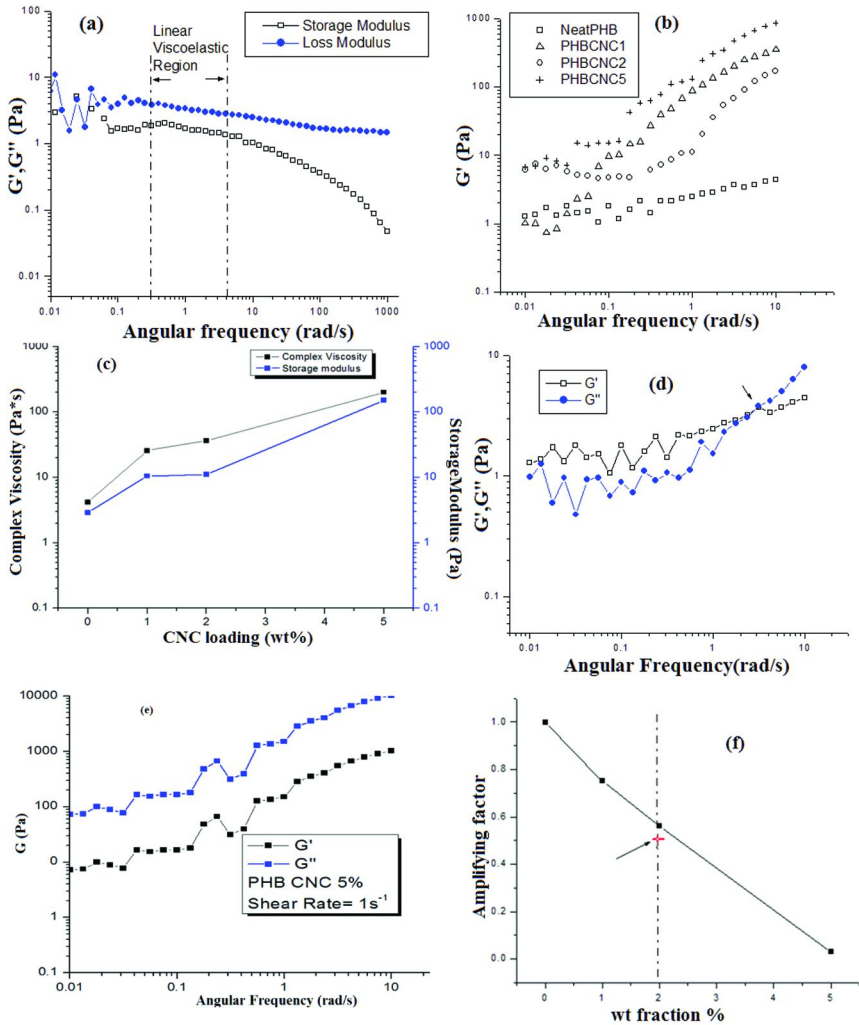 (a)
Storage Modulus
Loss Modulus
Linear
Viscoelastic
Region
G',G'' (Pa)
10
1
0.1
0.01
0.01 0.1 1 10 100 1000
Angular frequency (rad/s)
(b)
NeatPHB
PHBCNC1
PHBCNC2
PHBCNC5
G' (Pa)
1000
100
10
1
0.1
0.01 0.1 1 10
Angular frequency (rad/s)
(c)
Complex Viscosity
Storage modulus
Complex Viscosity (Pa*s)
1000
100
10
1
0.1
1000
100
10
1
0.1
StorageModulus (Pa)
0 1 2 3 4 5
CNC loading (wt%)
(d)
G'
G''
G',G'' (Pa)
10
1
0.1
0.01 0.1 1 10
Angular Frequency(rad/s)
(e)
G (Pa)
10000
1000
100
0
1
0.1
G'
G''
PHB CNC 5%
Shear Rate= 1s⁻¹
0.01 0.1 1 10
Angular Frequency (rad/s)
(f)
Amplifying factor
1.0
0.8
0.6
0.4
0.2
0.0
0 1 2 3 4 5
wt fraction %